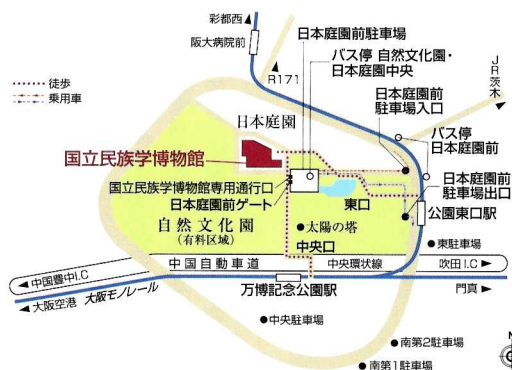 彩都西
阪大病院前
日本庭園前駐車場
バス停 自然文化園・
日本庭園中央
R171
JR茨木
徒歩
乗用車
日本庭園前
駐車場入口
日本庭園
バス停
日本庭園前
国立民族学博物館
国立民族学博物館専用通行口
日本庭園前ゲート
東口
日本庭園前
駐車場出口
公園東口駅
自然文化園
(有料区域)
太陽の塔
中央口
東駐車場
中国自動車道
中央環状線
吹田I.C
中国豊中I.C
大阪空港
大阪モノレール
万博記念公園駅
門真
中央駐車場
南第2駐車場
南第1駐車場
N